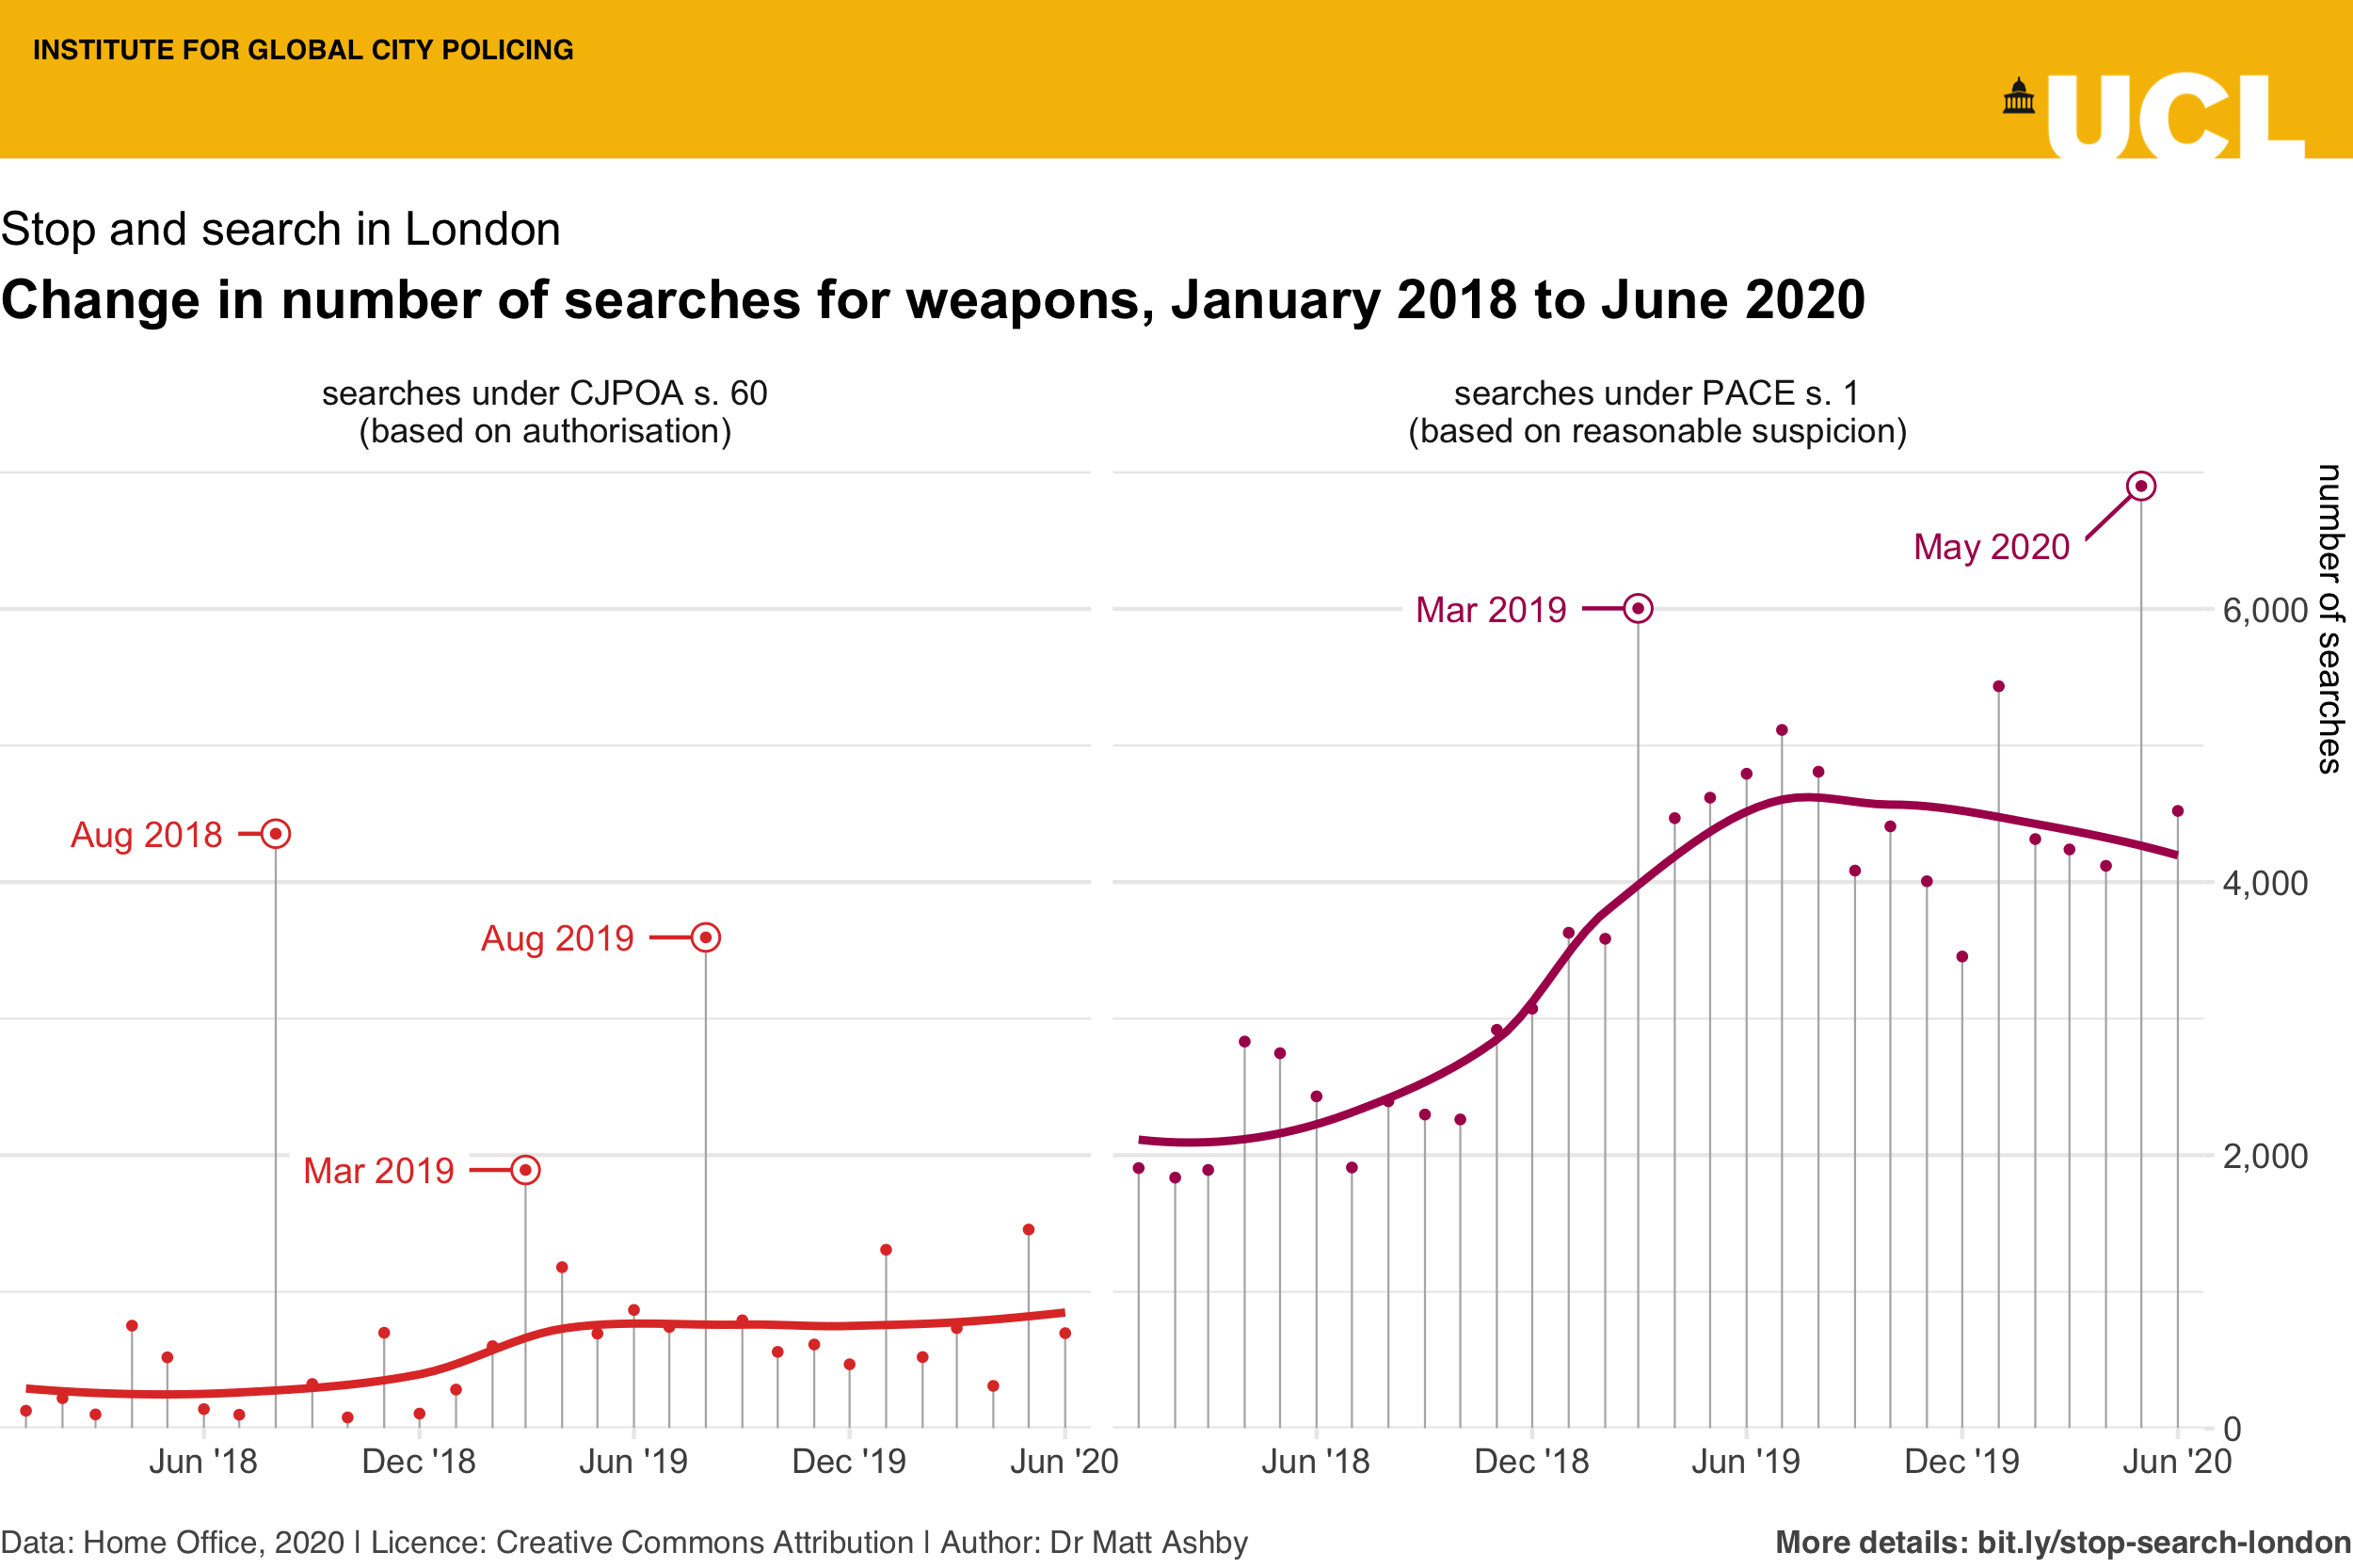 INSTITUTE FOR GLOBAL CITY POLICING
UCL
Stop and search in London
Change in number of searches for weapons, January 2018 to June 2020
searches under CJPOA s. 60
(based on authorisation)
searches under PACE s. 1
(based on reasonable suspicion)
number of searches
May 2020
Mar 2019
6,000
Aug 2018
4,000
Aug 2019
Mar 2019
2,000
0
Jun '18
Dec '18
Jun '19
Dec '19
Jun '20
Jun '18
Dec '18
Jun '19
Dec '19
Jun '20
Data: Home Office, 2020 | Licence: Creative Commons Attribution | Author: Dr Matt Ashby
More details: bit.ly/stop-search-london